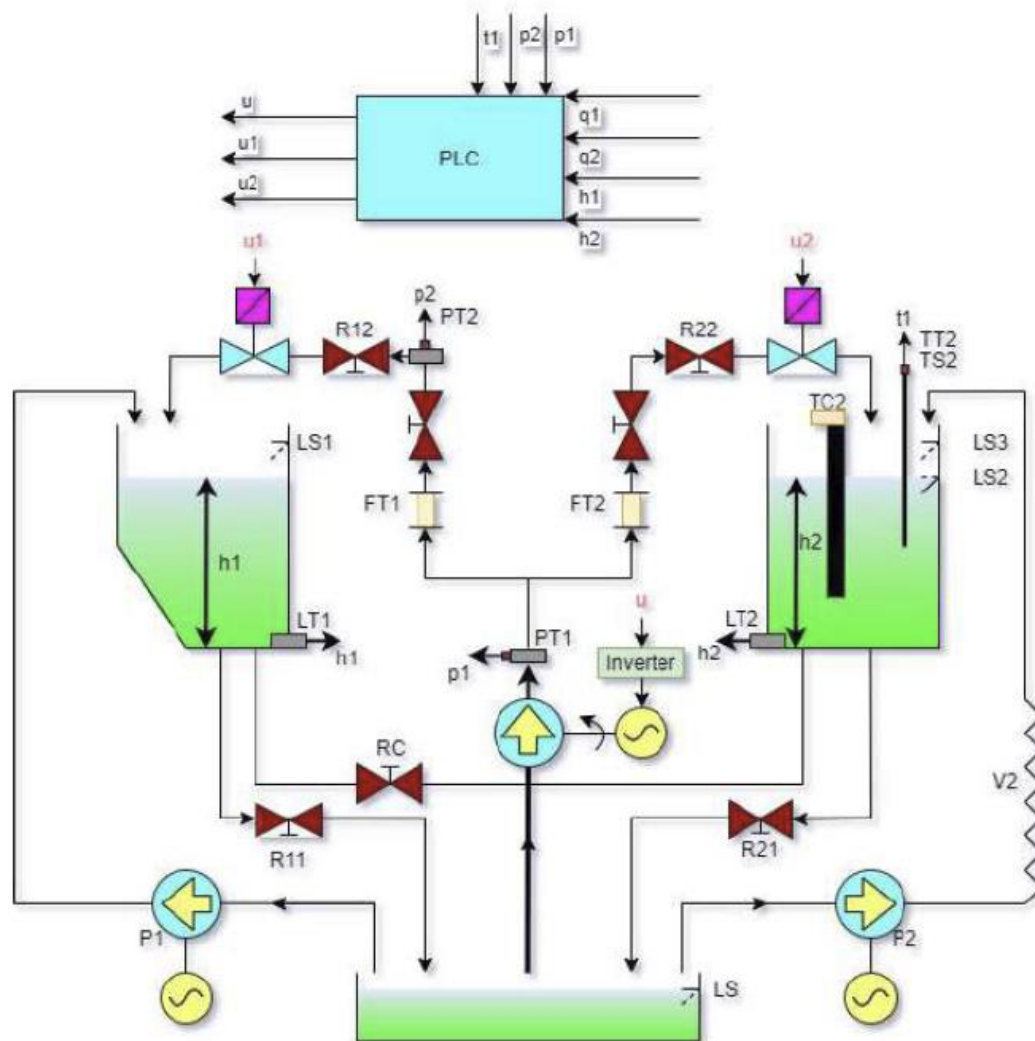 t1 p2 p1
u
q1
u1
PLC
q2
u2
h1
h2
u1 u2
p2
PT2
R12 R22
t1
TT2
TS2
TC2
LS1 LS3
LS2
FT1 FT2
h1 h2
LT1 PT1 u LT2
h1 p1 Inverter h2
RC
V2
R11 R21
P1 P2
LS